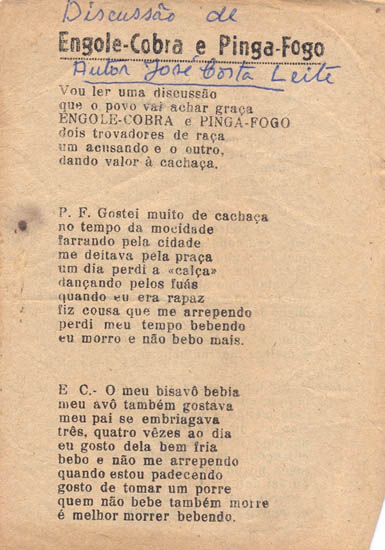 Discussão de
Engole-Cobra e Pinga-Fogo
Autor José Costa Leite
Vou ler uma discussão
que o povo vai achar graça
ENGOLE-COBRA e PINGA-FOGO
dois trovadores de raça
um acusando e o outro,
dando valor à cachaça.
P. F. Gostei muito de cachaça
no tempo da mocidade
farrando pela cidade
me deitava pela praça
um dia perdi a «calça»
dançando pelos fuás
quando eu era rapaz
fiz cousa que me arrependo
perdi meu tempo bebendo
eu morro e não bebo mais.
E C.- O meu bisavô bebia
meu avô também gostava
meu pai se embriagava
três, quatro vêzes ao dia
eu gosto dela bem fria
bebo e não me arrependo
quando estou padecendo
gosto de tomar um porre
quem não bebe também morre
é melhor morrer bebendo.